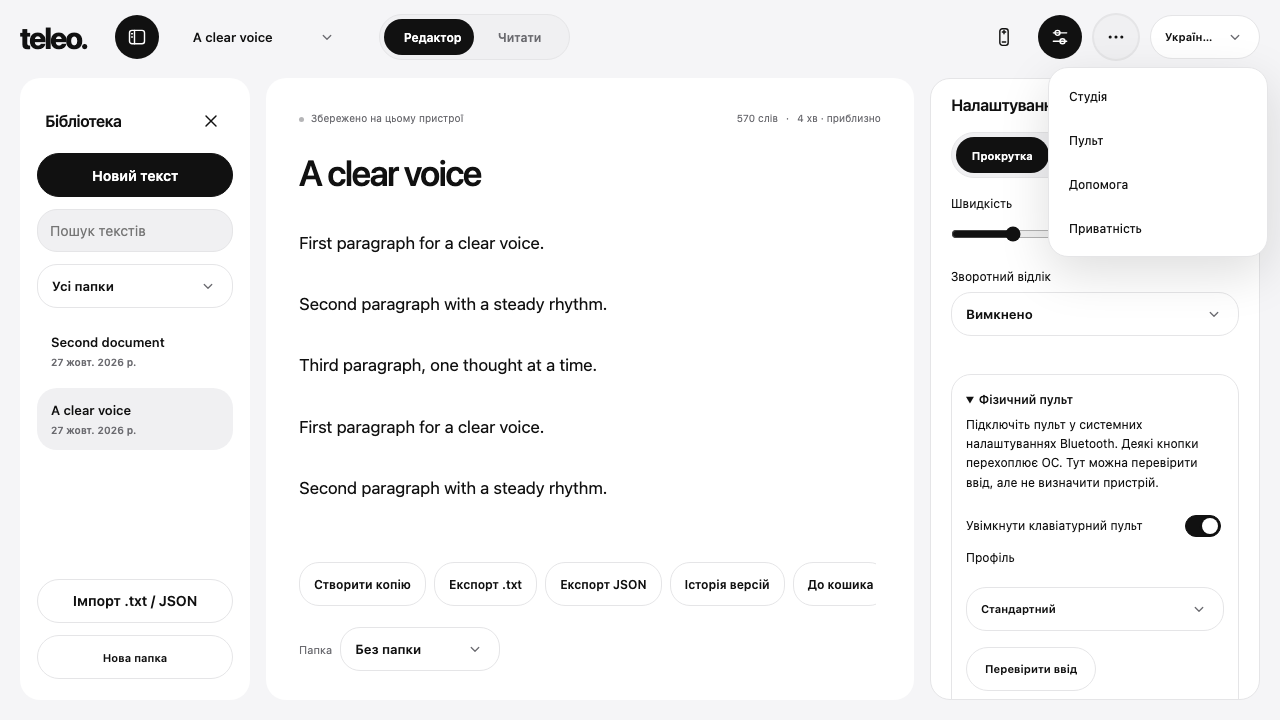 teleo.
A clear voice
Редактор
Читати
Україн...
Студія
Пульт
Допомога
Приватність
Бібліотека
Новий текст
Пошук текстів
Усі папки
Second document
27 жовт. 2026 р.
A clear voice
27 жовт. 2026 р.
Імпорт .txt / JSON
Нова папка
Збережено на цьому пристрої
570 слів · 4 хв · приблизно
A clear voice
First paragraph for a clear voice.
Second paragraph with a steady rhythm.
Third paragraph, one thought at a time.
First paragraph for a clear voice.
Second paragraph with a steady rhythm.
Створити копію
Експорт .txt
Експорт JSON
Історія версій
До кошика
Папка
Без папки
Налаштуван
Прокрутка
Швидкість
Зворотний відлік
Вимкнено
Фізичний пульт
Підключіть пульт у системних
налаштуваннях Bluetooth. Деякі кнопки
перехоплює ОС. Тут можна перевірити
ввід, але не визначити пристрій.
Увімкнути клавіатурний пульт
Профіль
Стандартний
Перевірити ввід